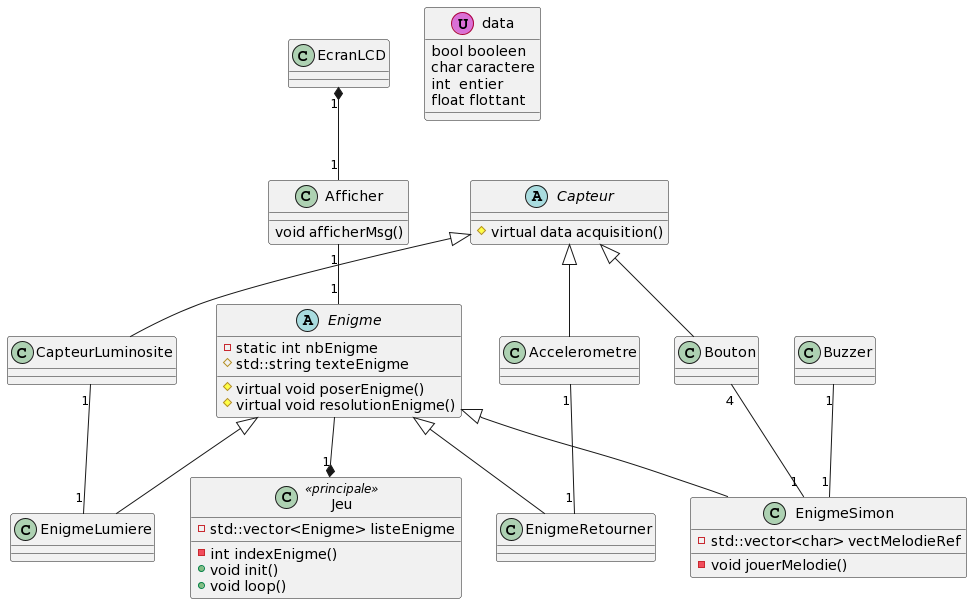 U data
bool booleen
char caractere
int entier
float flottant
C EcranLCD
1
1
C Afficher
void afficherMsg()
A Capteur
virtual data acquisition()
1
1
A Enigme
static int nbEnigme
std::string texteEnigme
virtual void poserEnigme()
virtual void resolutionEnigme()
C CapteurLuminosite
C Accelerometre
C Bouton
C Buzzer
1
1
4
1
1
1
1
1
1
C EnigmeLumiere
C «principale»
Jeu
std::vector<Enigme> listeEnigme
int indexEnigme()
void init()
void loop()
C EnigmeRetourner
C EnigmeSimon
std::vector<char> vectMelodieRef
void jouerMelodie()